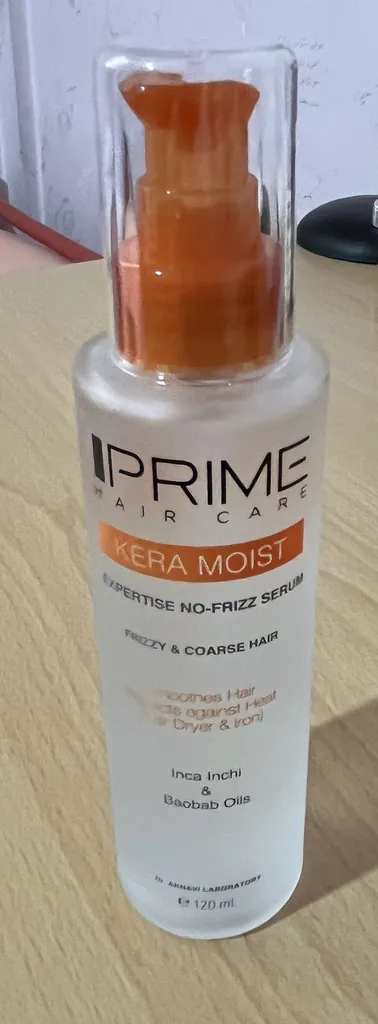 PRIME
HAIR CARE
KERA MOIST
EXPERTISE NO-FRIZZ SERUM
FRIZZY & COARSE HAIR
Smoothes Hair
against Heat
Dryer & Iron)
Inca Inchi
&
Baobab Oils
LABORATORY
e 120 ml.